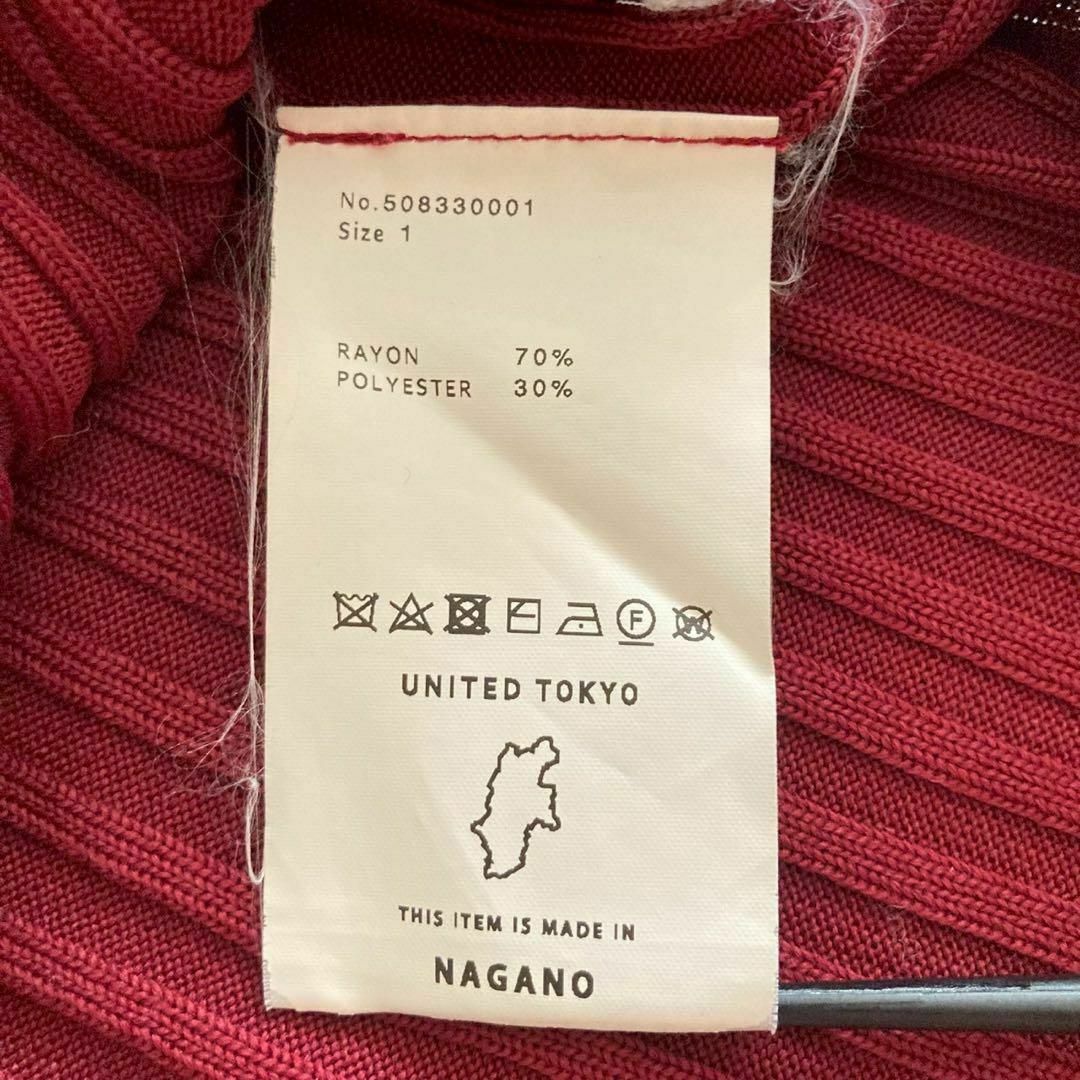 No.508330001
Size 1
RAYON 70%
POLYESTER 30%
F W
UNITED TOKYO
THIS ITEM IS MADE IN
NAGANO